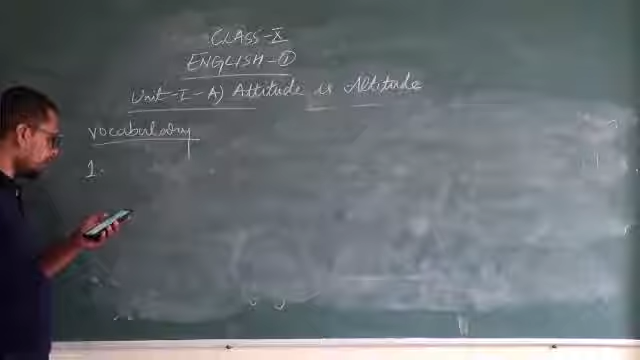 CLASS-X
ENGLISH-①
Unit-I-A) Attitude is Altitude
Vocabulary
1.